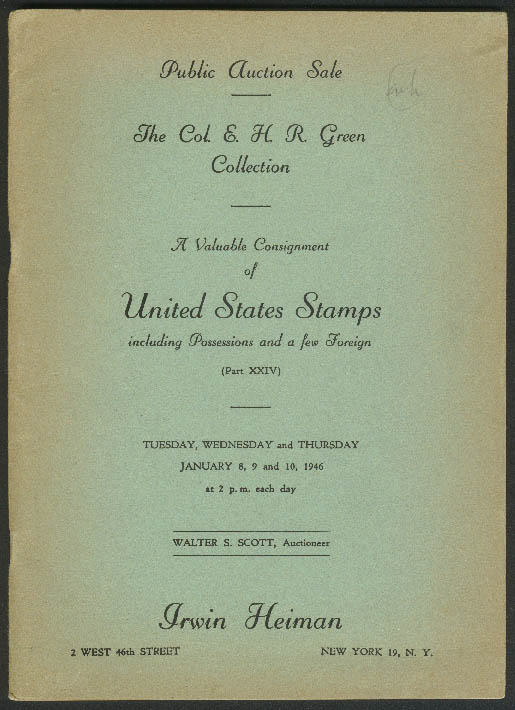 Public Auction Sale
The Col. E. H. R. Green
Collection
A Valuable Consignment
of
United States Stamps
including Possessions and a few Foreign
(Part XXIV)
TUESDAY, WEDNESDAY and THURSDAY
JANUARY 8, 9 and 10, 1946
at 2 p. m. each day
WALTER S. SCOTT, Auctioneer
Irwin Heiman
2 WEST 46th STREET NEW YORK 19, N. Y.